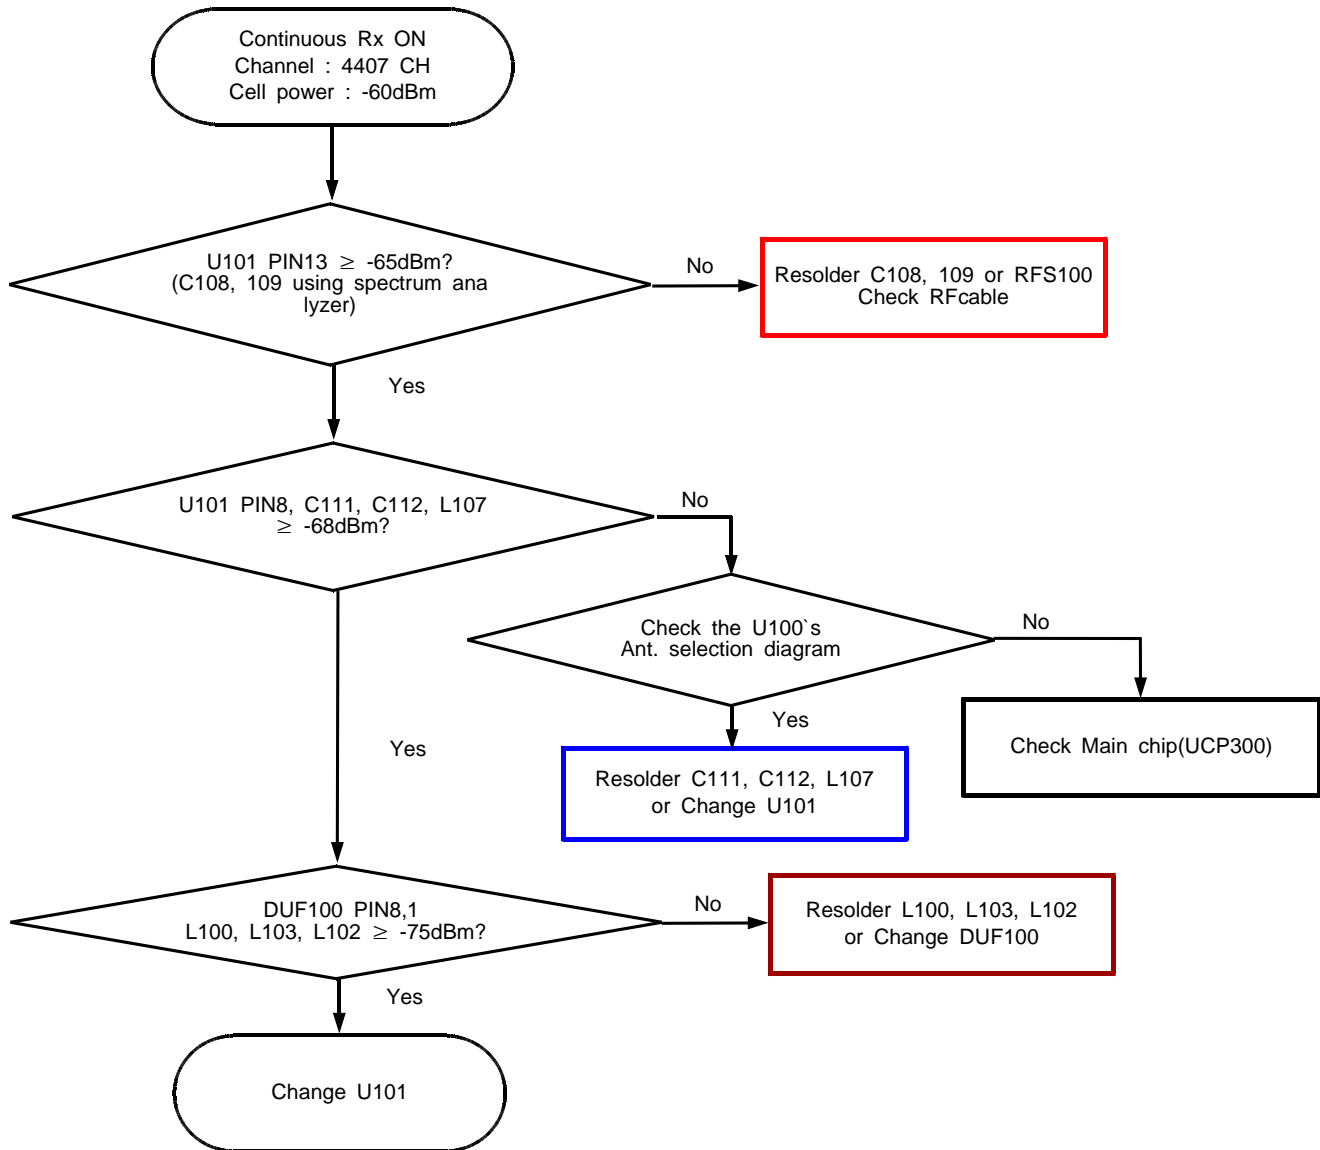 Continuous Rx ON
Channel : 4407 CH
Cell power : -60dBm
U101 PIN13 ≥ -65dBm?
(C108, 109 using spectrum ana
lyzer)
No
Resolder C108, 109 or RFS100
Check RFcable
Yes
U101 PIN8, C111, C112, L107
≥ -68dBm?
No
Check the U100`s
Ant. selection diagram
No
Yes
Check Main chip(UCP300)
Yes
Resolder C111, C112, L107
or Change U101
DUF100 PIN8,1
L100, L103, L102 ≥ -75dBm?
No
Resolder L100, L103, L102
or Change DUF100
Yes
Change U101